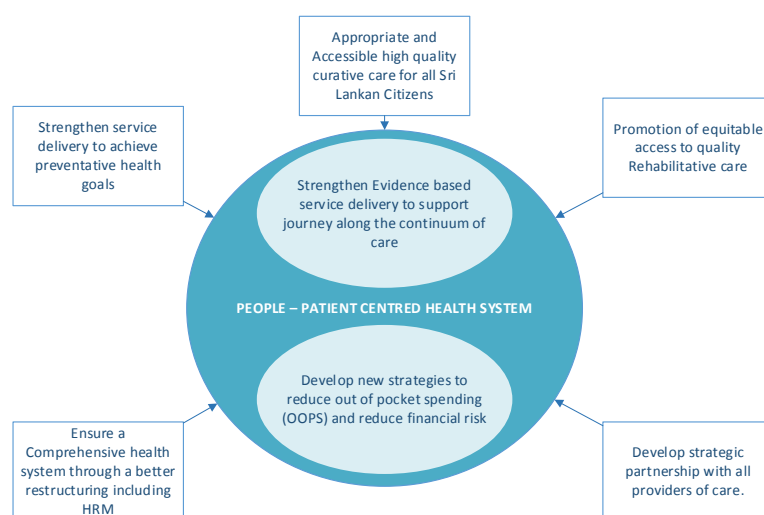 Appropriate and
Accessible high quality
curative care for all Sri
Lankan Citizens
Strengthen service
delivery to achieve
preventative health
goals
Promotion of equitable
access to quality
Rehabilitative care
Strengthen Evidence based
service delivery to support
journey along the continuum of
care
PEOPLE – PATIENT CENTRED HEALTH SYSTEM
Develop new strategies to
reduce out of pocket spending
(OOPS) and reduce financial risk
Ensure a
Comprehensive health
system through a better
restructuring including
HRM
Develop strategic
partnership with all
providers of care.